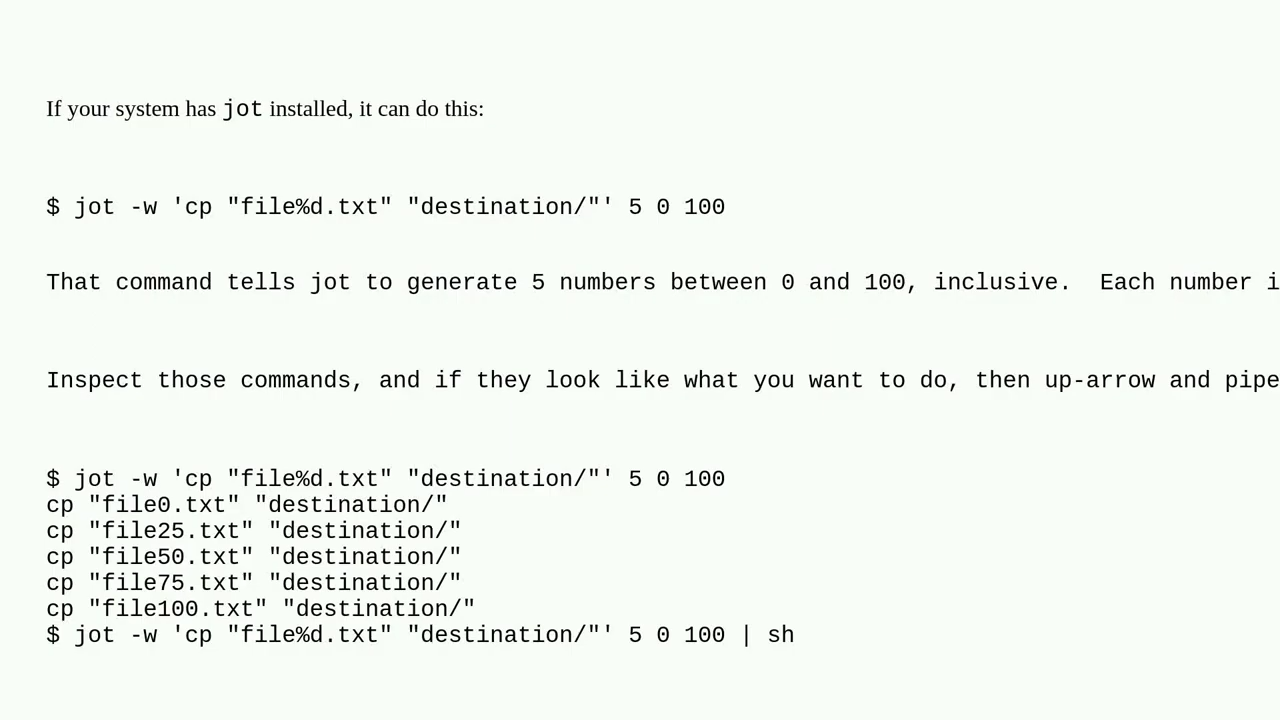 If your system has jot installed, it can do this:
$ jot -w 'cp "file%d.txt" "destination/"' 5 0 100
That command tells jot to generate 5 numbers between 0 and 100, inclusive.  Each number
Inspect those commands, and if they look like what you want to do, then up-arrow and pipe
$ jot -w 'cp "file%d.txt" "destination/"' 5 0 100
cp "file0.txt" "destination/"
cp "file25.txt" "destination/"
cp "file50.txt" "destination/"
cp "file75.txt" "destination/"
cp "file100.txt" "destination/"
$ jot -w 'cp "file%d.txt" "destination/"' 5 0 100 | sh